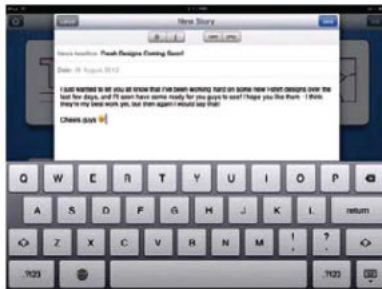 Cancel New Story Save
B I
News headline: Fresh Designs Coming Soon!
Date: 16 August 2012
I just wanted to let you all know that I've been working hard on some new T-shirt designs over the
last few days, and I'll soon have some ready for you guys to see! I hope you like them - I think
they're my best work yet, but then again I would say that!
Cheers guys
Q W E R T Y U I O P
A S D F G H J K L return
Z X C V B N M ! , ? .
.?123 .?123